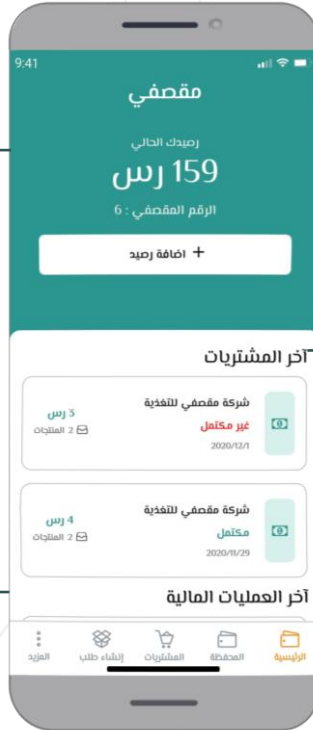 9:41
مقصفي
رصيدك الحالي
159 رس
الرقم المقصفي : 6
+ اضافة رصيد
آخر المشتريات
شركة مقصفي للتغذية
غير مكتمل
2020/12/1
3 رس
2 المنتجات
شركة مقصفي للتغذية
مكتمل
2020/11/29
4 رس
2 المنتجات
آخر العمليات المالية
الرئيسية
المحفظة
المشتريات
إنشاء طلب
المزيد